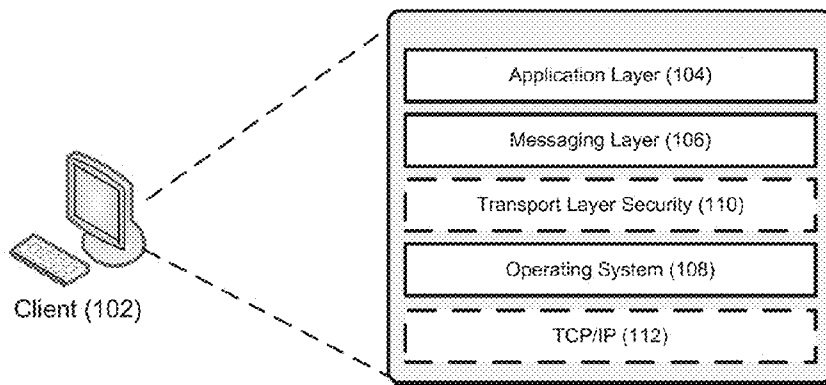 Application Layer (104)
Messaging Layer (106)
Transport Layer Security (110)
Operating System (108)
TCP/IP (112)
Client (102)